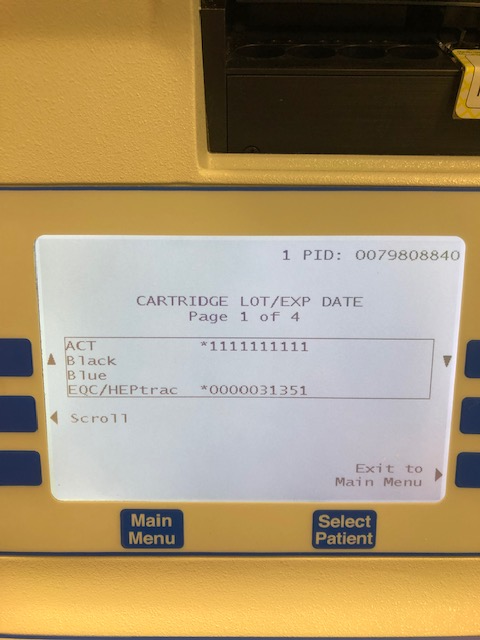 1 PID: 0079808840
CARTRIDGE LOT/EXP DATE
Page 1 of 4
ACT *1111111111
Black
Blue
EQC/HEPtrac *0000031351
Scroll
Exit to
Main Menu
Main
Menu
Select
Patient